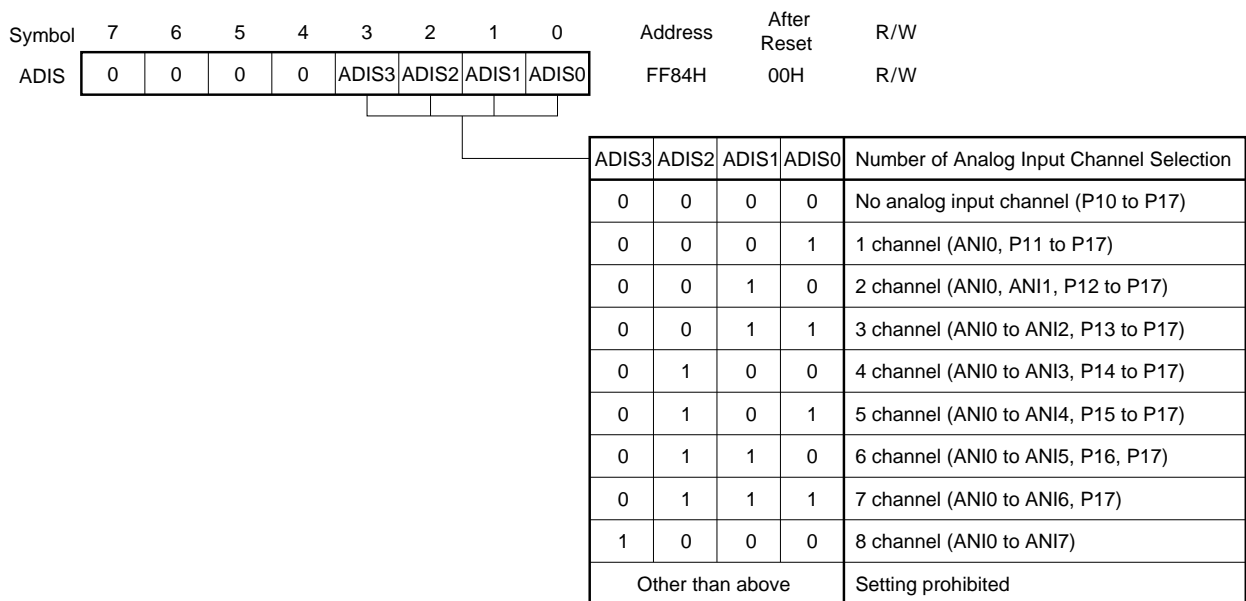 Symbol 7 6 5 4 3 2 1 0 Address After Reset R/W
ADIS 0 0 0 0 ADIS3 ADIS2 ADIS1 ADIS0 FF84H 00H R/W
ADIS3 ADIS2 ADIS1 ADIS0 Number of Analog Input Channel Selection
0 0 0 0 No analog input channel (P10 to P17)
0 0 0 1 1 channel (ANI0, P11 to P17)
0 0 1 0 2 channel (ANI0, ANI1, P12 to P17)
0 0 1 1 3 channel (ANI0 to ANI2, P13 to P17)
0 1 0 0 4 channel (ANI0 to ANI3, P14 to P17)
0 1 0 1 5 channel (ANI0 to ANI4, P15 to P17)
0 1 1 0 6 channel (ANI0 to ANI5, P16, P17)
0 1 1 1 7 channel (ANI0 to ANI6, P17)
1 0 0 0 8 channel (ANI0 to ANI7)
Other than above Setting prohibited